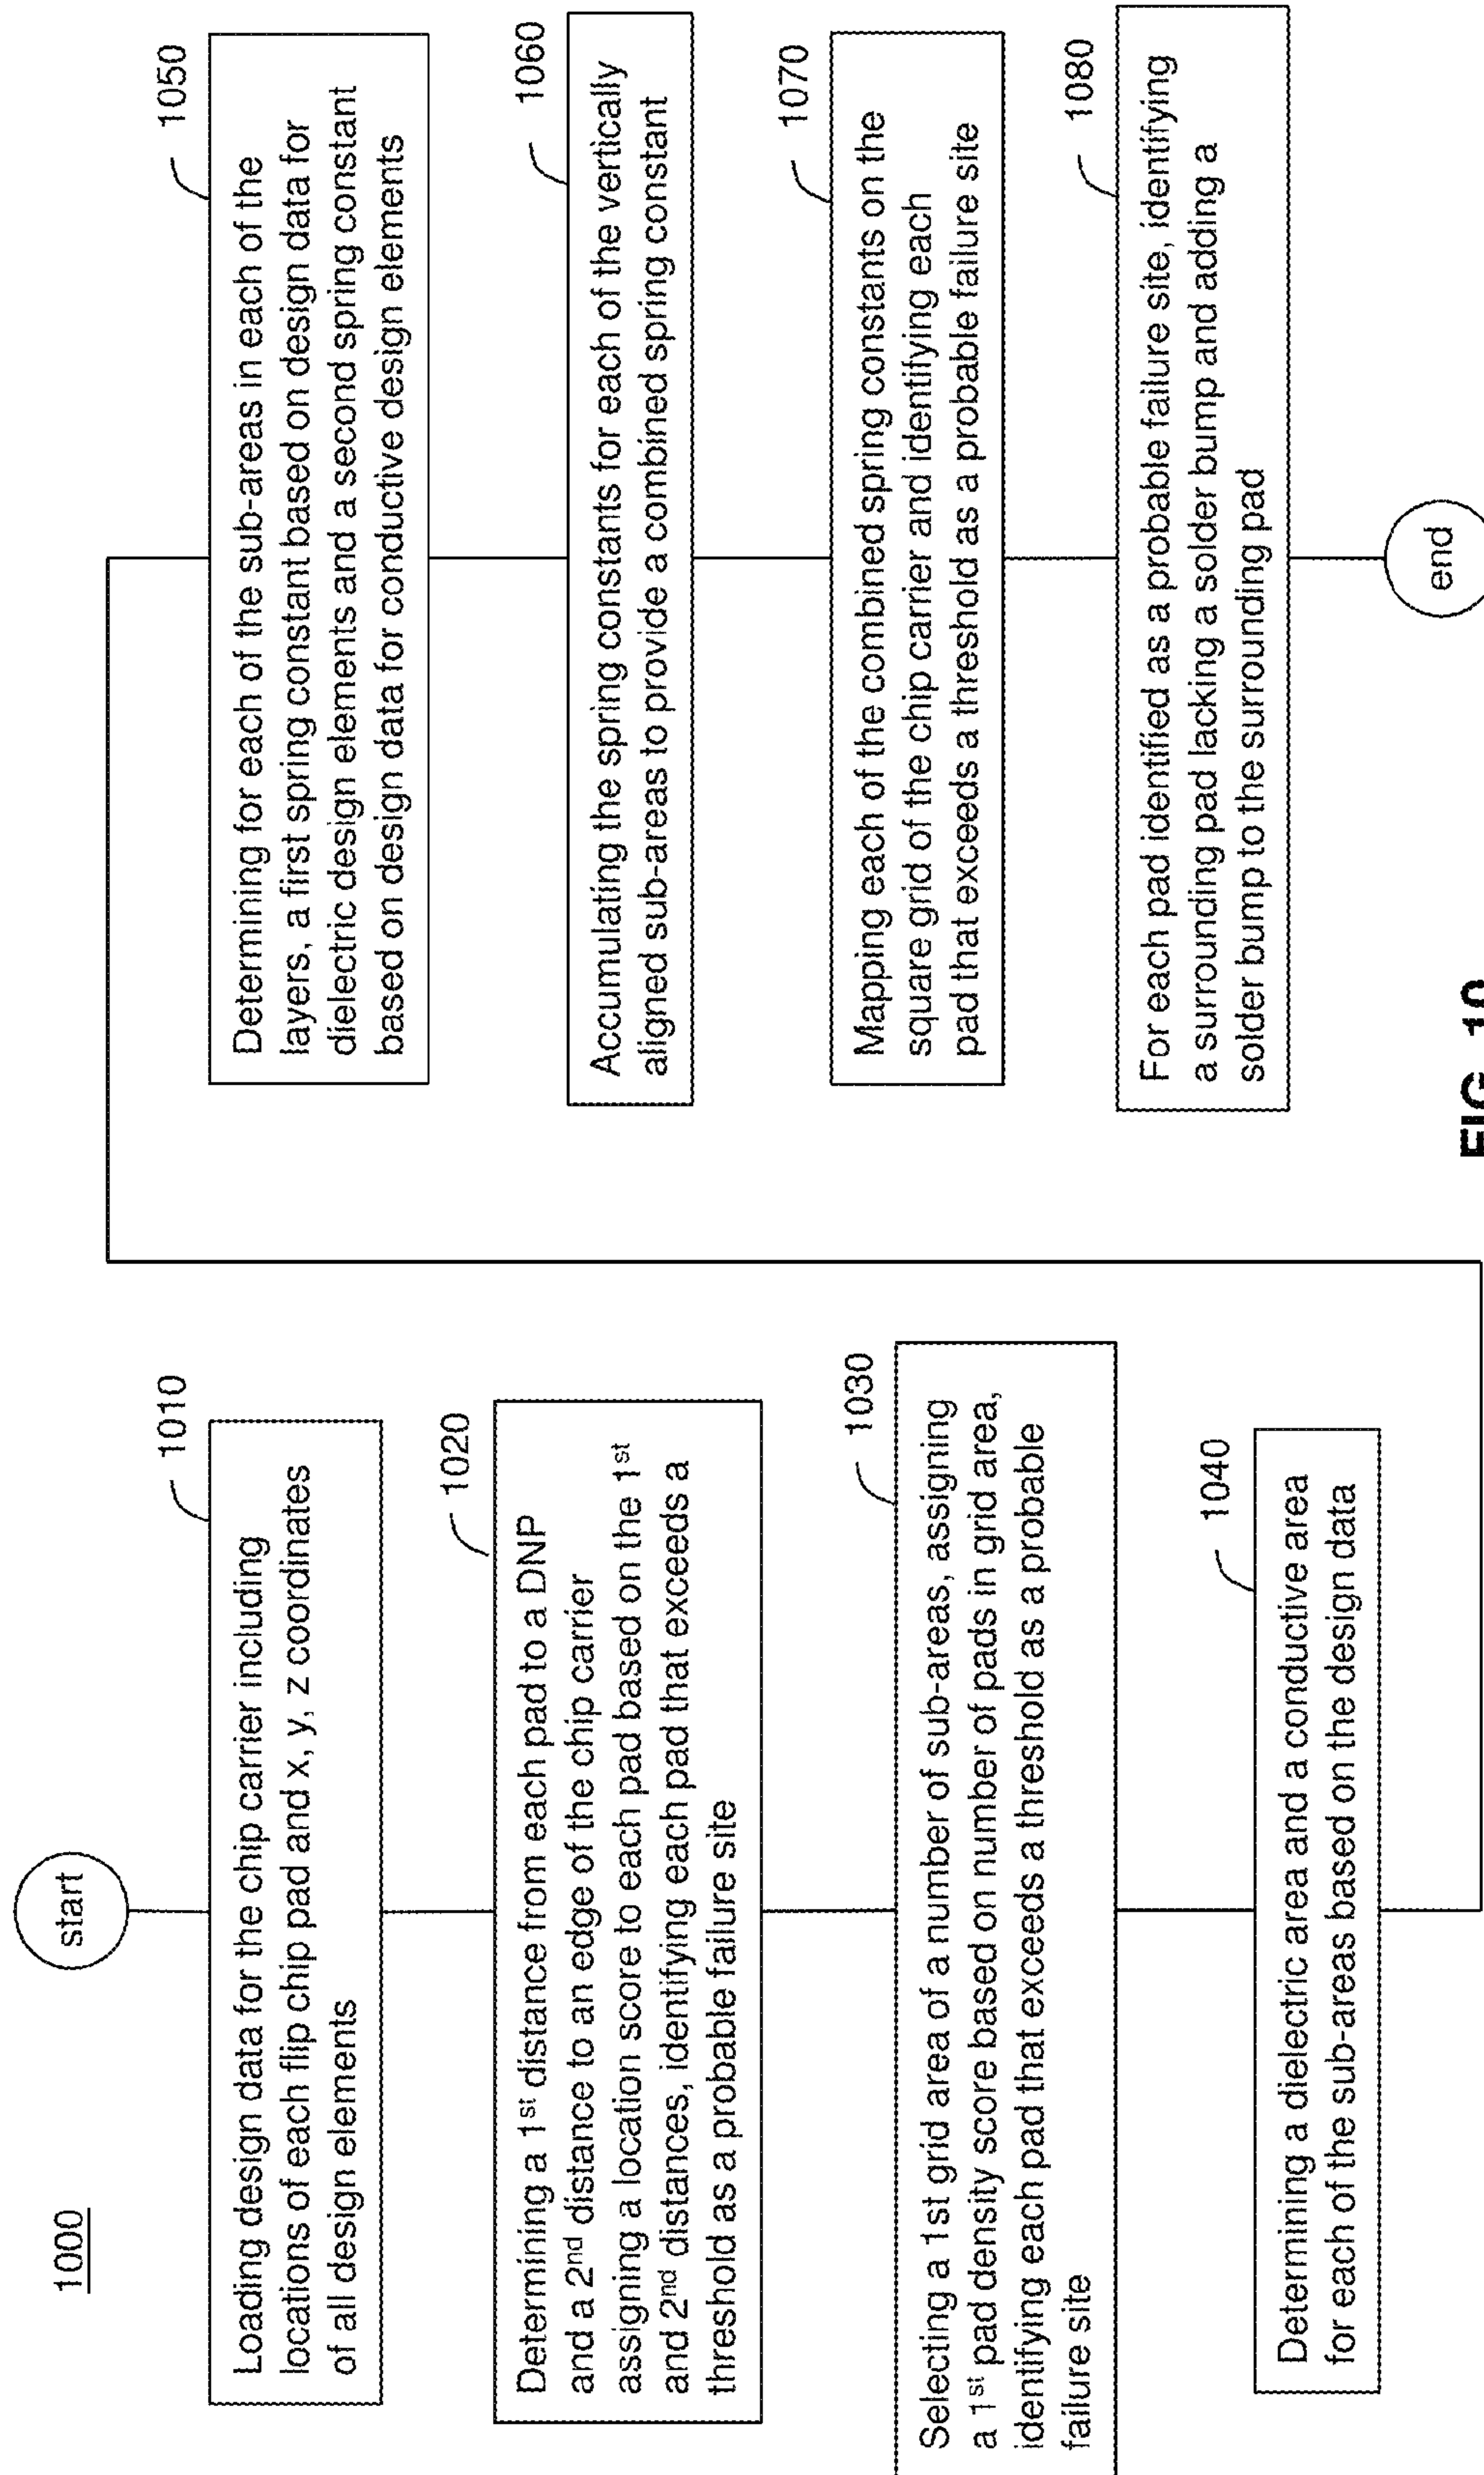 1000
start
1010
Loading design data for the chip carrier including
locations of each flip chip pad and x, y, z coordinates
of all design elements
1020
Determining a 1st distance from each pad to a DNP
and a 2nd distance to an edge of the chip carrier
assigning a location score to each pad based on the 1st
and 2nd distances, identifying each pad that exceeds a
threshold as a probable failure site
1030
Selecting a 1st grid area of a number of sub-areas, assigning
a 1st pad density score based on number of pads in grid area,
identifying each pad that exceeds a threshold as a probable
failure site
1040
Determining a dielectric area and a conductive area
for each of the sub-areas based on the design data
1050
Determining for each of the sub-areas in each of the
layers, a first spring constant based on design data for
dielectric design elements and a second spring constant
based on design data for conductive design elements
1060
Accumulating the spring constants for each of the vertically
aligned sub-areas to provide a combined spring constant
1070
Mapping each of the combined spring constants on the
square grid of the chip carrier and identifying each
pad that exceeds a threshold as a probable failure site
1080
For each pad identified as a probable failure site, identifying
a surrounding pad lacking a solder bump and adding a
solder bump to the surrounding pad
end
FIG. 10